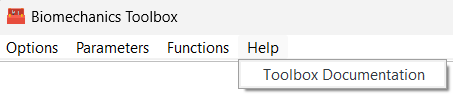 Biomechanics Toolbox
Options Parameters Functions Help
Toolbox Documentation